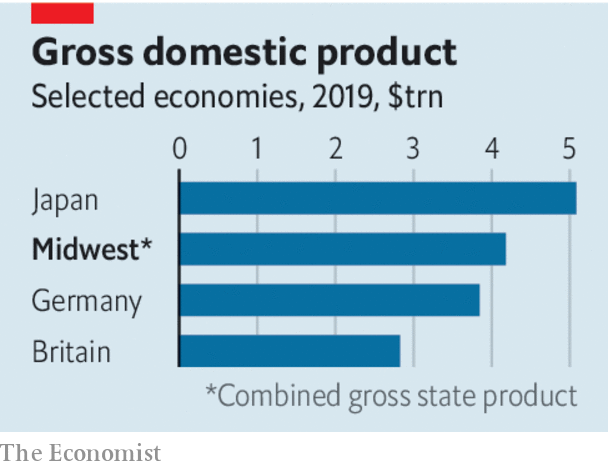 Gross domestic product
Selected economies, 2019, $trn
0 1 2 3 4 5
Japan
Midwest*
Germany
Britain
*Combined gross state product
The Economist